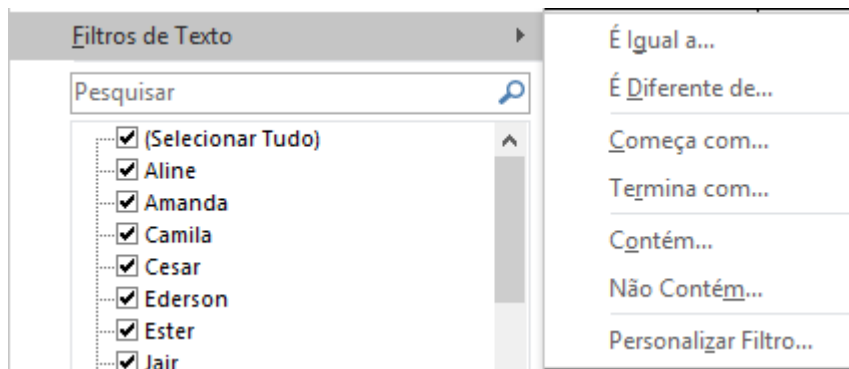 Filtros de Texto
Pesquisar
(Selecionar Tudo)
Aline
Amanda
Camila
Cesar
Ederson
Ester
Jair
É Igual a...
É Diferente de...
Começa com...
Termina com...
Contém...
Não Contém...
Personalizar Filtro...